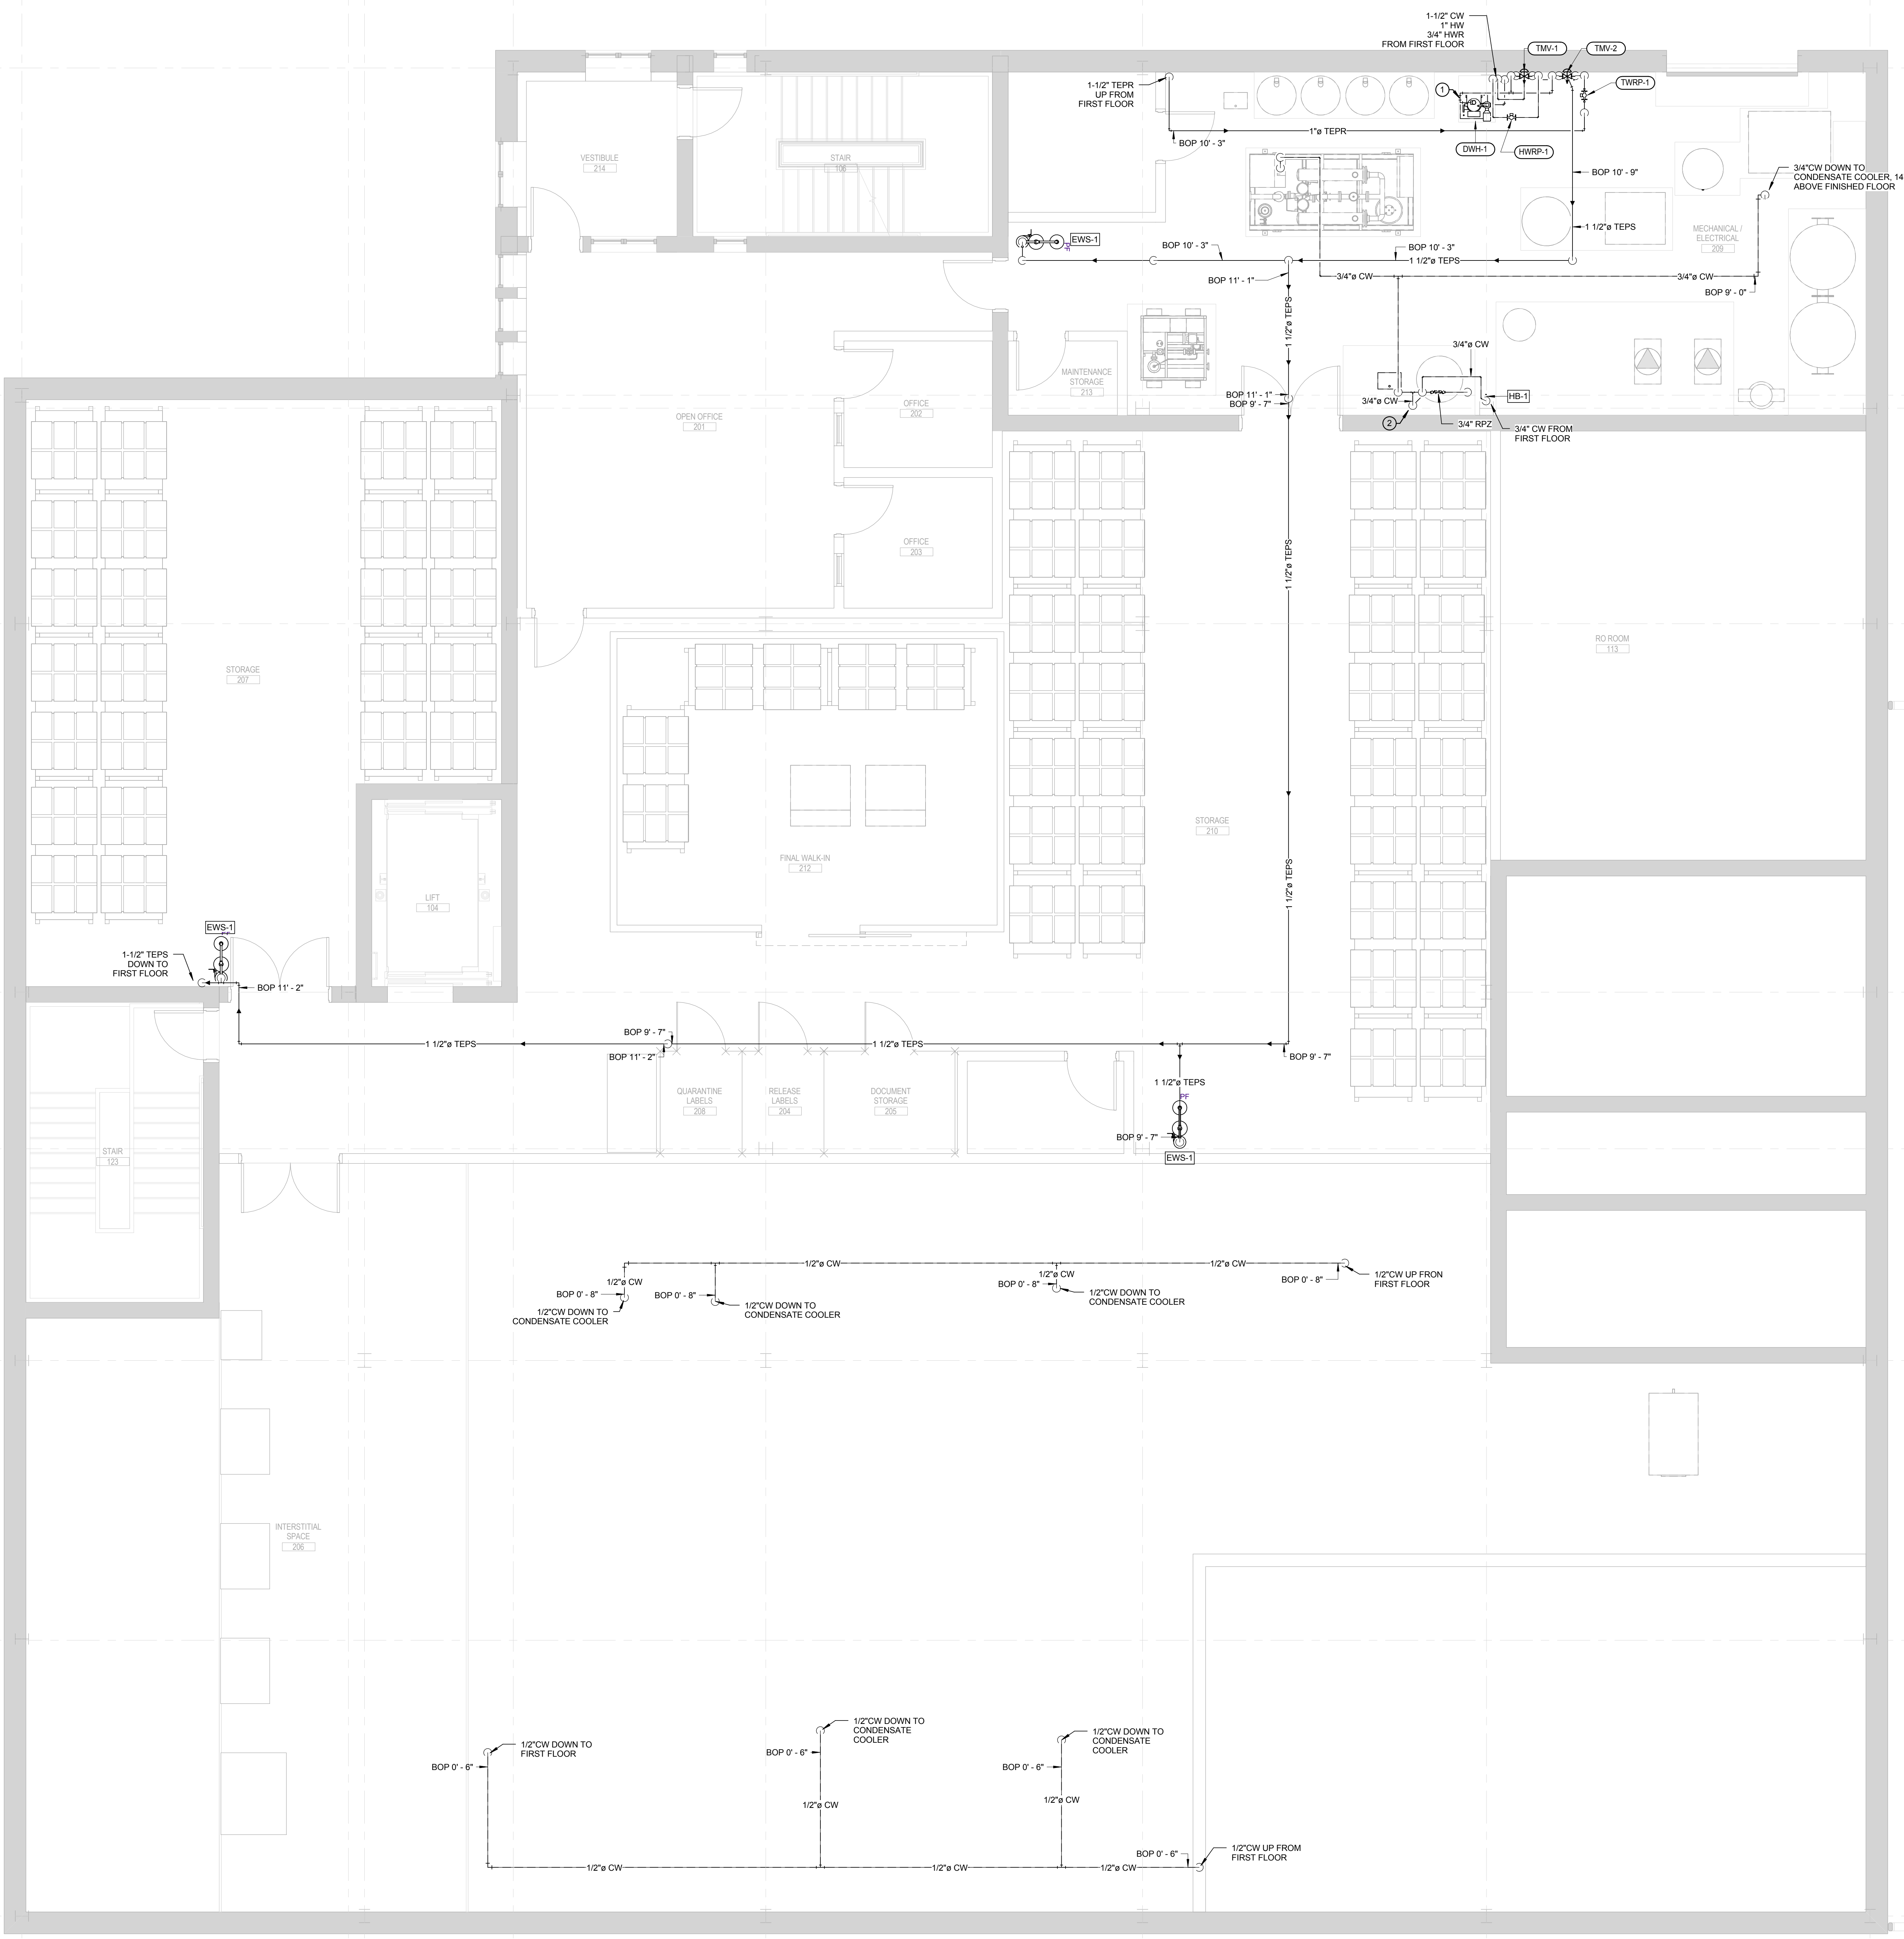 1-1/2" CW
1" HW
3/4" HWR
FROM FIRST FLOOR
TMV-1
TMV-2
TWRP-1
1
DWH-1
HWRP-1
1-1/2" TEPR
UP FROM
FIRST FLOOR
1"ø TEPR
BOP 10' - 3"
VESTIBULE
214
STAIR
106
BOP 10' - 9"
3/4"CW DOWN TO
CONDENSATE COOLER, 14
ABOVE FINISHED FLOOR
1 1/2"ø TEPS
MECHANICAL /
ELECTRICAL
209
EWS-1
BOP 10' - 3"
BOP 10' - 3"
1 1/2"ø TEPS
BOP 11' - 1"
3/4"ø CW
3/4"ø CW
BOP 9' - 0"
1 1/2"ø TEPS
3/4"ø CW
MAINTENANCE
STORAGE
213
OFFICE
202
OPEN OFFICE
201
BOP 11' - 1"
BOP 9' - 7"
3/4"ø CW
HB-1
2
3/4" RPZ
3/4" CW FROM
FIRST FLOOR
OFFICE
203
1 1/2"ø TEPS
RO ROOM
113
STORAGE
207
STORAGE
210
FINAL WALK-IN
212
1 1/2"ø TEPS
LIFT
104
EWS-1
1-1/2" TEPS
DOWN TO
FIRST FLOOR
BOP 11' - 2"
1 1/2"ø TEPS
BOP 9' - 7"
BOP 11' - 2"
1 1/2"ø TEPS
BOP 9' - 7"
1 1/2"ø TEPS
PF
QUARANTINE
LABELS
208
RELEASE
LABELS
204
DOCUMENT
STORAGE
205
BOP 9' - 7"
EWS-1
STAIR
123
1/2"ø CW
1/2"ø CW
1/2"ø CW
1/2"ø CW
BOP 0' - 8"
1/2"CW DOWN TO
CONDENSATE COOLER
BOP 0' - 8"
1/2"CW DOWN TO
CONDENSATE COOLER
BOP 0' - 8"
1/2"CW DOWN TO
CONDENSATE COOLER
BOP 0' - 8"
1/2"CW UP FRON
FIRST FLOOR
INTERSTITIAL
SPACE
206
1/2"CW DOWN TO
FIRST FLOOR
BOP 0' - 6"
1/2"CW DOWN TO
CONDENSATE
COOLER
BOP 0' - 6"
1/2"CW DOWN TO
CONDENSATE
COOLER
BOP 0' - 6"
1/2"ø CW
1/2"ø CW
1/2"CW UP FROM
FIRST FLOOR
BOP 0' - 6"
1/2"ø CW
1/2"ø CW
1/2"ø CW